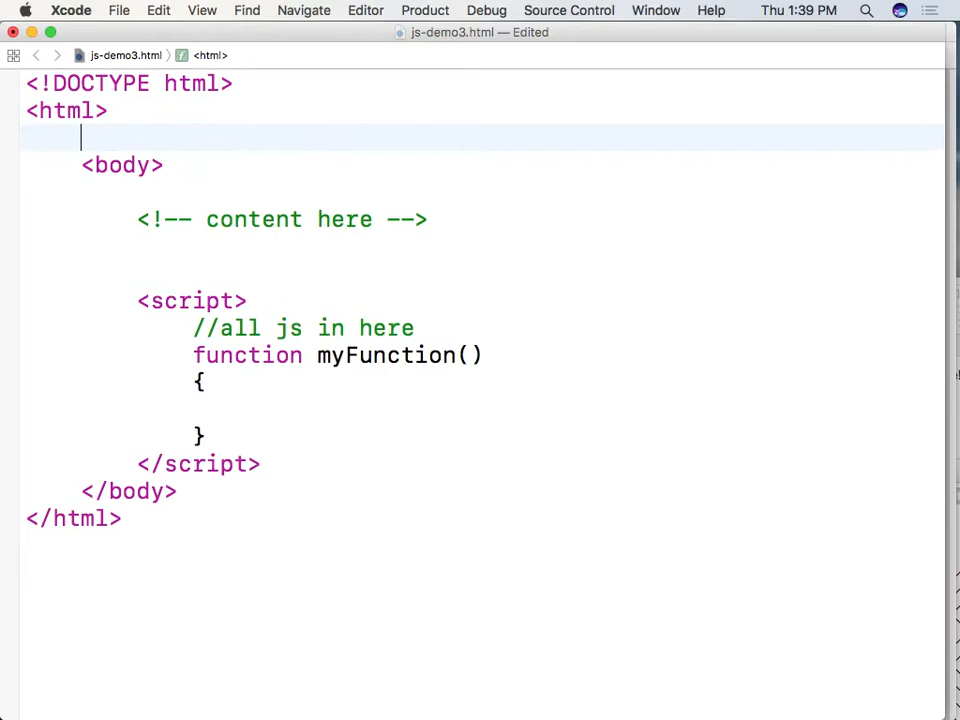 Xcode File Edit View Find Navigate Editor Product Debug Source Control Window Help Thu 1:39 PM
js-demo3.html — Edited
js-demo3.html <html>
<!DOCTYPE html>
<html>
<body>
<!-- content here -->
<script>
//all js in here
function myFunction()
{
}
</script>
</body>
</html>